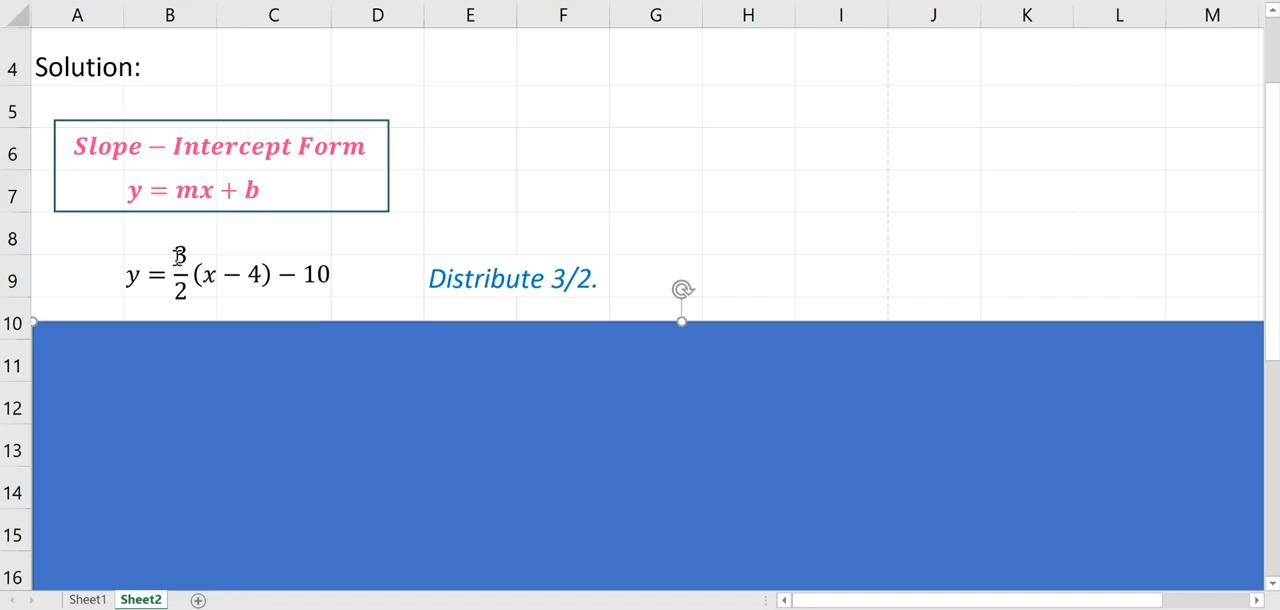 A B C D E F G H I J K L M
4 Solution:
5
6 Slope − Intercept Form
7 y = mx + b
8
9 y = 3/2 (x − 4) − 10 Distribute 3/2.
10
11
12
13
14
15
16
Sheet1 Sheet2